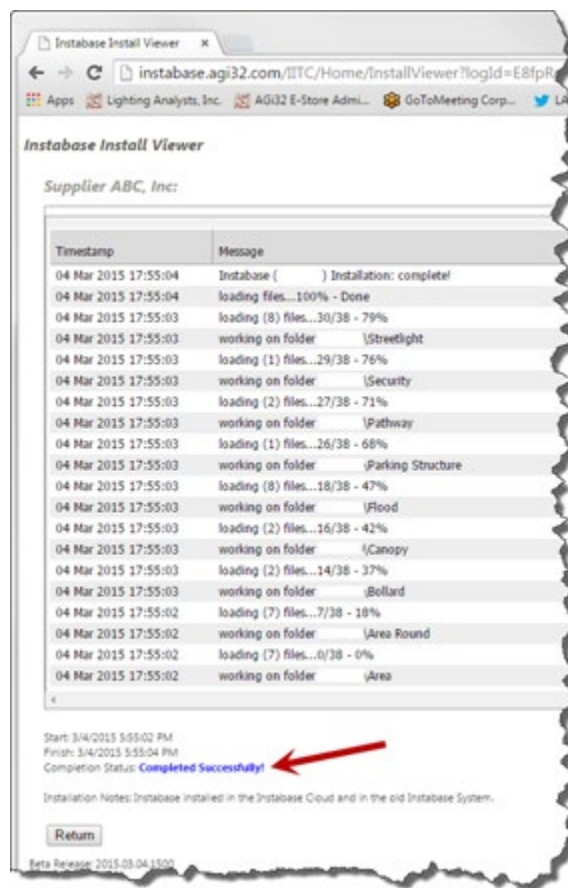 Instabase Install Viewer ×
instabase.agi32.com/IITC/Home/InstallViewer?logId=E8fpR
Apps Lighting Analysts, Inc. AGi32 E-Store Admi... GoToMeeting Corp... LA
Instabase Install Viewer
Supplier ABC, Inc:
Timestamp Message
04 Mar 2015 17:55:04 Instabase ( ) Installation: complete!
04 Mar 2015 17:55:04 loading files...100% - Done
04 Mar 2015 17:55:03 loading (8) files...30/38 - 79%
04 Mar 2015 17:55:03 working on folder \Streetlight
04 Mar 2015 17:55:03 loading (1) files...29/38 - 76%
04 Mar 2015 17:55:03 working on folder \Security
04 Mar 2015 17:55:03 loading (2) files...27/38 - 71%
04 Mar 2015 17:55:03 working on folder \Pathway
04 Mar 2015 17:55:03 loading (1) files...26/38 - 68%
04 Mar 2015 17:55:03 working on folder \Parking Structure
04 Mar 2015 17:55:03 loading (8) files...18/38 - 47%
04 Mar 2015 17:55:03 working on folder \Flood
04 Mar 2015 17:55:03 loading (2) files...16/38 - 42%
04 Mar 2015 17:55:03 working on folder \Canopy
04 Mar 2015 17:55:03 loading (2) files...14/38 - 37%
04 Mar 2015 17:55:03 working on folder \Bollard
04 Mar 2015 17:55:02 loading (7) files...7/38 - 18%
04 Mar 2015 17:55:02 working on folder \Area Round
04 Mar 2015 17:55:02 loading (7) files...0/38 - 0%
04 Mar 2015 17:55:02 working on folder \Area
Start: 3/4/2015 5:55:02 PM
Finish: 3/4/2015 5:55:04 PM
Completion Status: Completed Successfully!
Installation Notes: Instabase installed in the Instabase Cloud and in the old Instabase System.
Return
Beta Release: 2015.03.04.1500